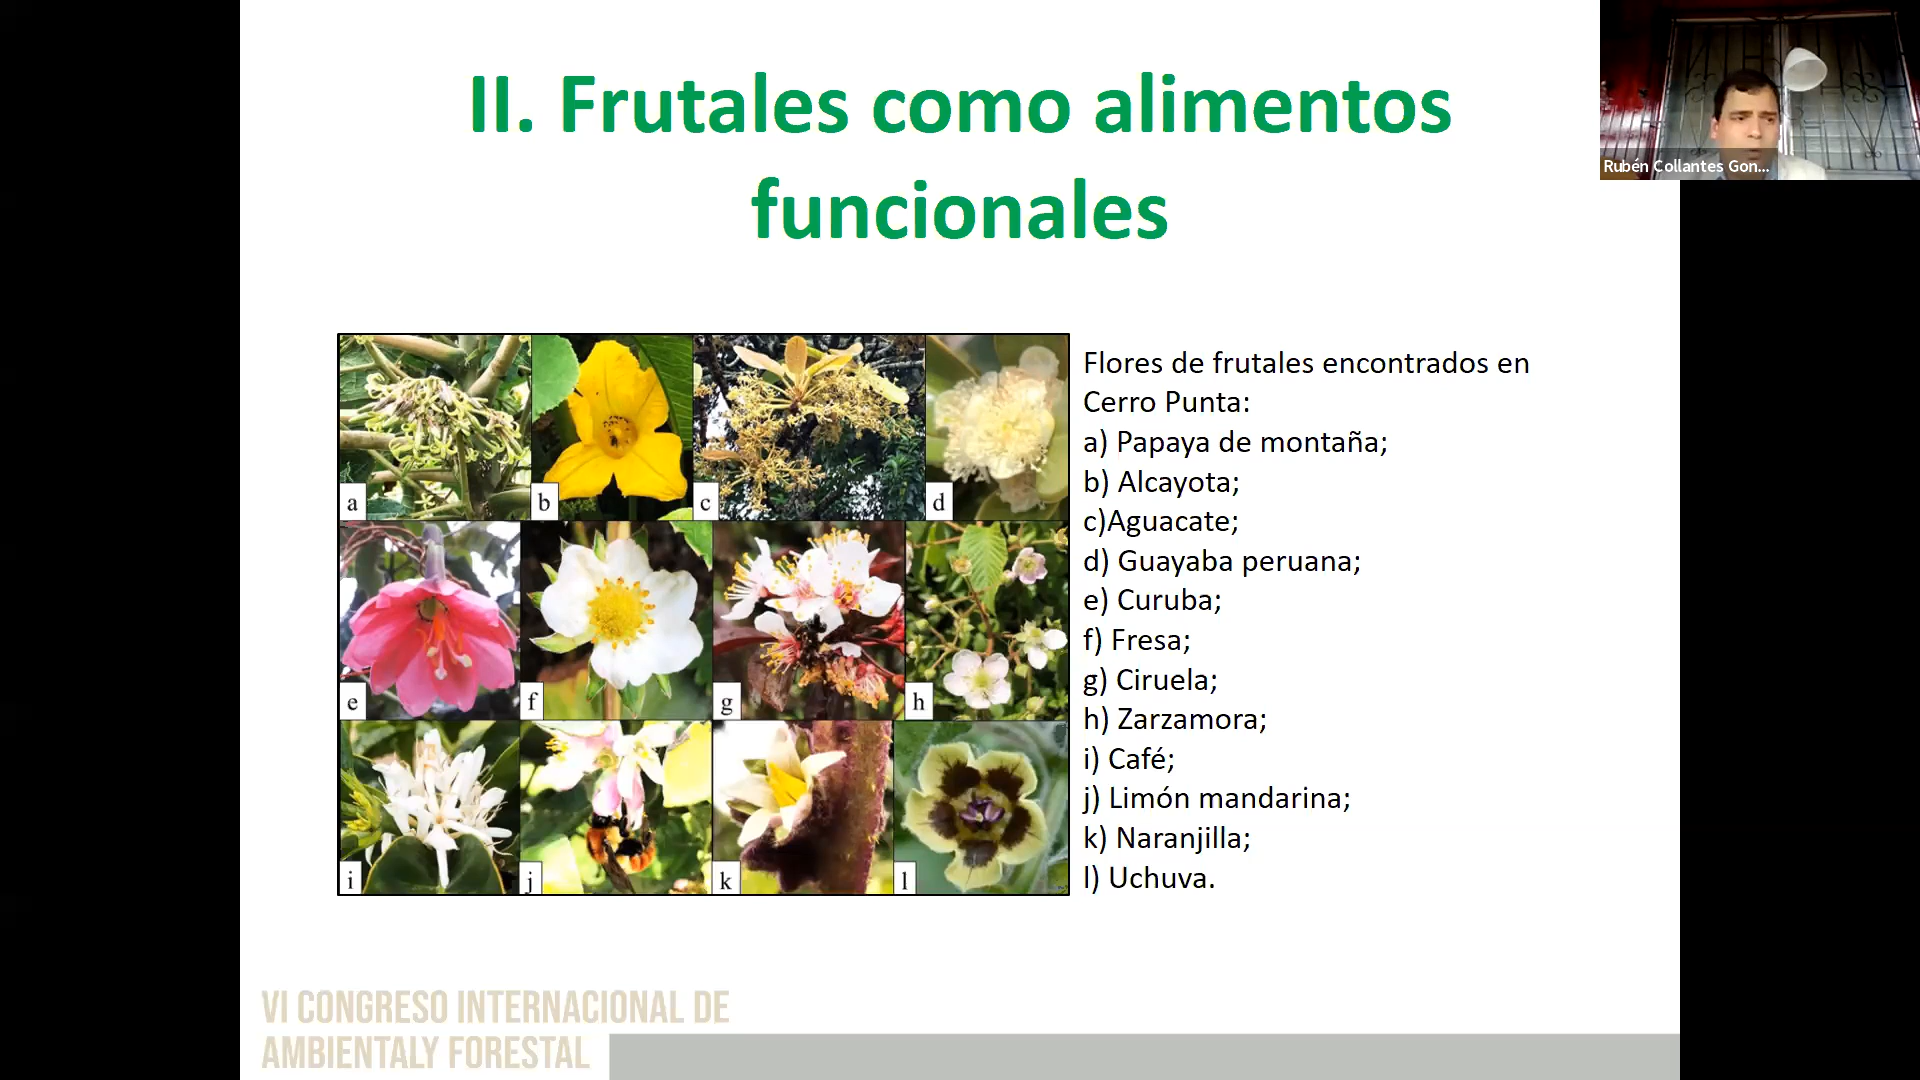 II. Frutales como alimentos
funcionales
Rubén Collantes Gon...
Flores de frutales encontrados en
Cerro Punta:
a) Papaya de montaña;
b) Alcayota;
c)Aguacate;
d) Guayaba peruana;
e) Curuba;
f) Fresa;
g) Ciruela;
h) Zarzamora;
i) Café;
j) Limón mandarina;
k) Naranjilla;
l) Uchuva.
a b c d
e f g h
i j k l
VI CONGRESO INTERNACIONAL DE
AMBIENTALY FORESTAL